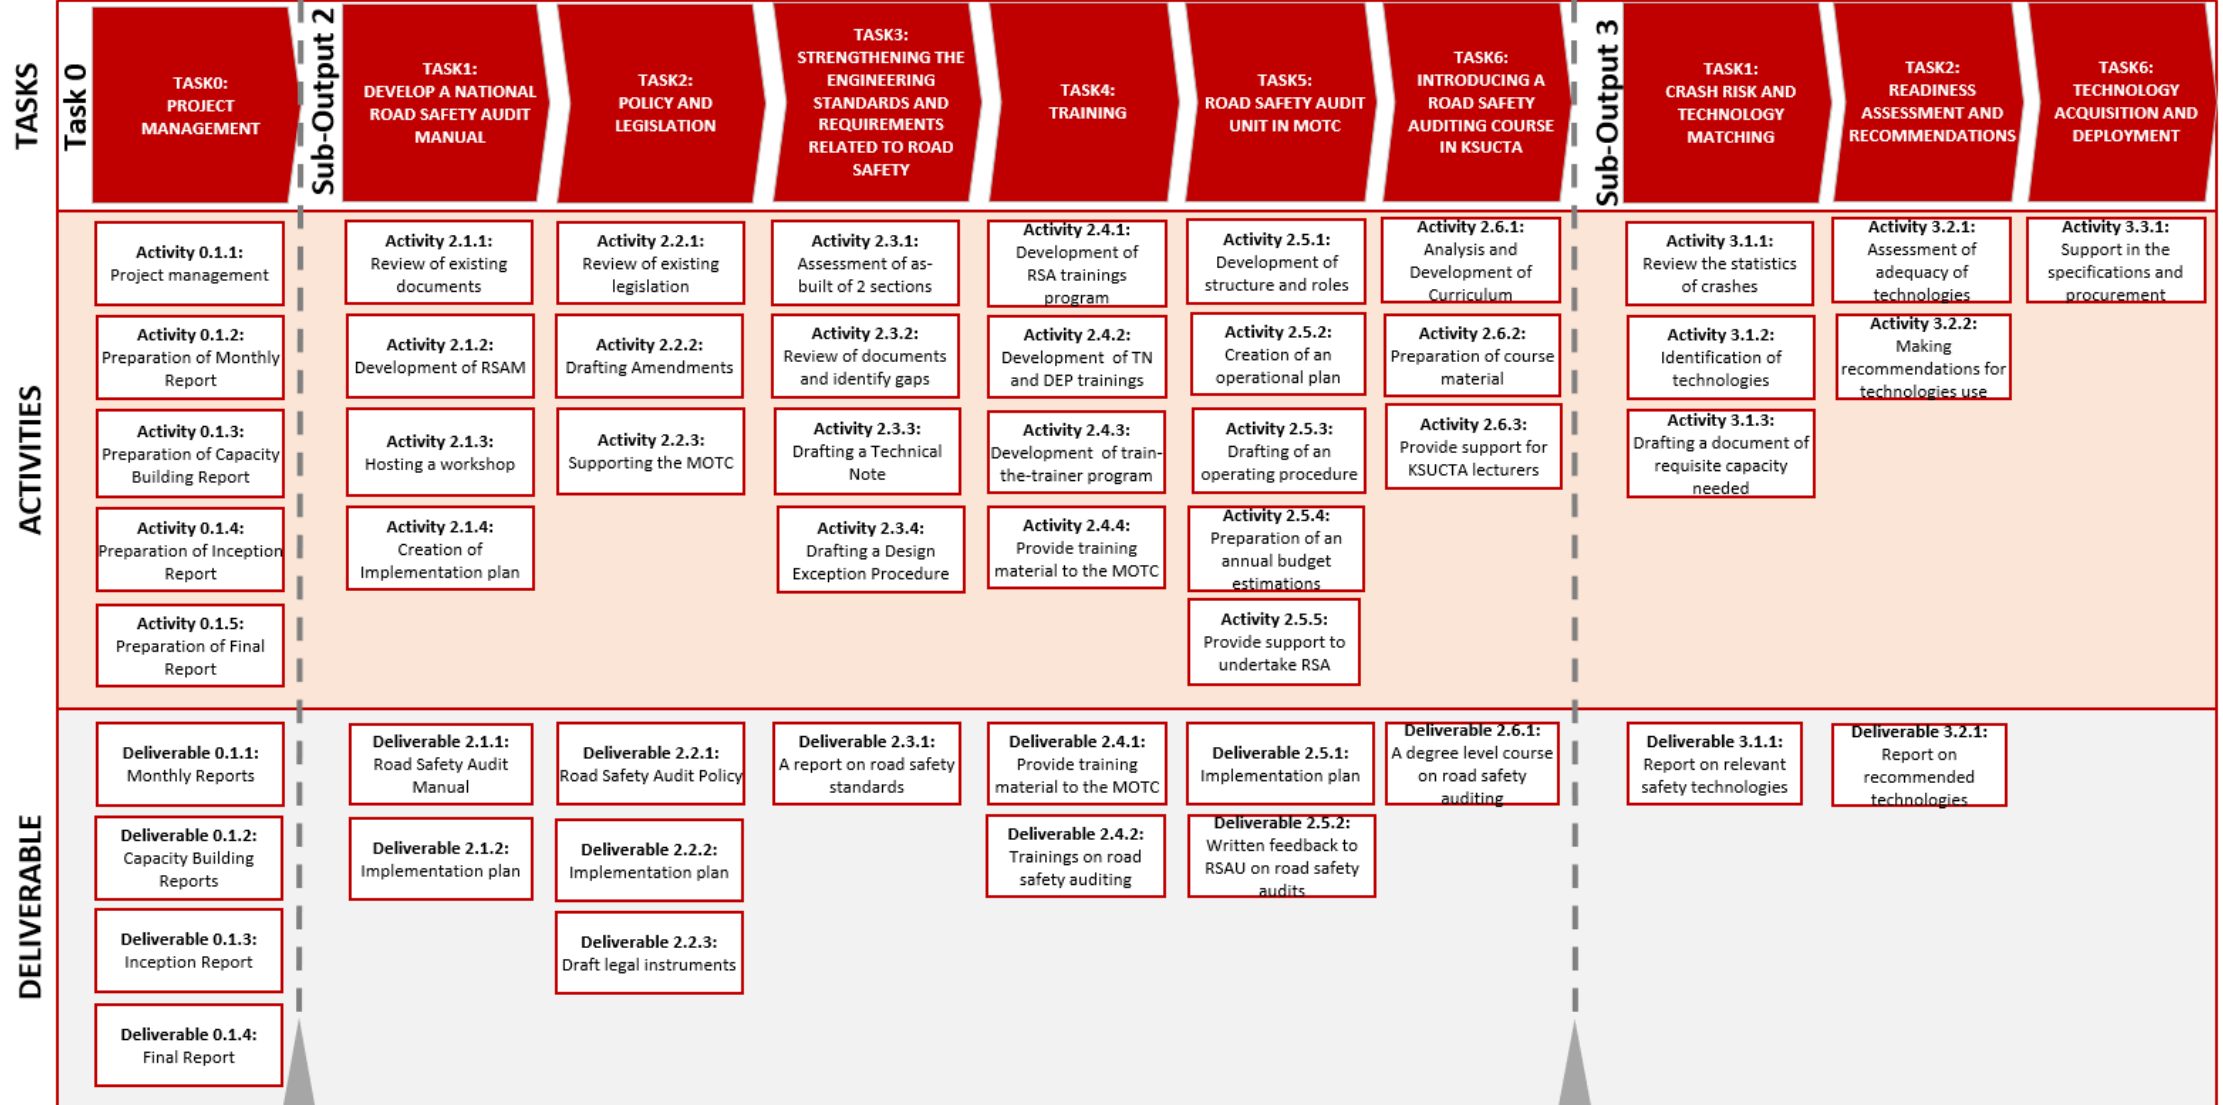 TASKS
Task 0
TASK0:
PROJECT
MANAGEMENT
Sub-Output 2
TASK1:
DEVELOP A NATIONAL
ROAD SAFETY AUDIT
MANUAL
TASK2:
POLICY AND
LEGISLATION
TASK3:
STRENGTHENING THE
ENGINEERING
STANDARDS AND
REQUIREMENTS
RELATED TO ROAD
SAFETY
TASK4:
TRAINING
TASK5:
ROAD SAFETY AUDIT
UNIT IN MOTC
TASK6:
INTRODUCING A
ROAD SAFETY
AUDITING COURSE
IN KSUCTA
Sub-Output 3
TASK1:
CRASH RISK AND
TECHNOLOGY
MATCHING
TASK2:
READINESS
ASSESSMENT AND
RECOMMENDATIONS
TASK6:
TECHNOLOGY
ACQUISITION AND
DEPLOYMENT
ACTIVITIES
Activity 0.1.1:
Project management
Activity 0.1.2:
Preparation of Monthly
Report
Activity 0.1.3:
Preparation of Capacity
Building Report
Activity 0.1.4:
Preparation of Inception
Report
Activity 0.1.5:
Preparation of Final
Report
Activity 2.1.1:
Review of existing
documents
Activity 2.1.2:
Development of RSAM
Activity 2.1.3:
Hosting a workshop
Activity 2.1.4:
Creation of
Implementation plan
Activity 2.2.1:
Review of existing
legislation
Activity 2.2.2:
Drafting Amendments
Activity 2.2.3:
Supporting the MOTC
Activity 2.3.1:
Assessment of as-
built of 2 sections
Activity 2.3.2:
Review of documents
and identify gaps
Activity 2.3.3:
Drafting a Technical
Note
Activity 2.3.4:
Drafting a Design
Exception Procedure
Activity 2.4.1:
Development of
RSA trainings
program
Activity 2.4.2:
Development of TN
and DEP trainings
Activity 2.4.3:
Development of train-
the-trainer program
Activity 2.4.4:
Provide training
material to the MOTC
Activity 2.5.1:
Development of
structure and roles
Activity 2.5.2:
Creation of an
operational plan
Activity 2.5.3:
Drafting of an
operating procedure
Activity 2.5.4:
Preparation of an
annual budget
estimations
Activity 2.5.5:
Provide support to
undertake RSA
Activity 2.6.1:
Analysis and
Development of
Curriculum
Activity 2.6.2:
Preparation of course
material
Activity 2.6.3:
Provide support for
KSUCTA lecturers
Activity 3.1.1:
Review the statistics
of crashes
Activity 3.1.2:
Identification of
technologies
Activity 3.1.3:
Drafting a document of
requisite capacity
needed
Activity 3.2.1:
Assessment of
adequacy of
technologies
Activity 3.2.2:
Making
recommendations for
technologies use
Activity 3.3.1:
Support in the
specifications and
procurement
DELIVERABLE
Deliverable 0.1.1:
Monthly Reports
Deliverable 0.1.2:
Capacity Building
Reports
Deliverable 0.1.3:
Inception Report
Deliverable 0.1.4:
Final Report
Deliverable 2.1.1:
Road Safety Audit
Manual
Deliverable 2.1.2:
Implementation plan
Deliverable 2.2.1:
Road Safety Audit Policy
Deliverable 2.2.2:
Implementation plan
Deliverable 2.2.3:
Draft legal instruments
Deliverable 2.3.1:
A report on road safety
standards
Deliverable 2.4.1:
Provide training
material to the MOTC
Deliverable 2.4.2:
Trainings on road
safety auditing
Deliverable 2.5.1:
Implementation plan
Deliverable 2.5.2:
Written feedback to
RSAU on road safety
audits
Deliverable 2.6.1:
A degree level course
on road safety
auditing
Deliverable 3.1.1:
Report on relevant
safety technologies
Deliverable 3.2.1:
Report on
recommended
technologies